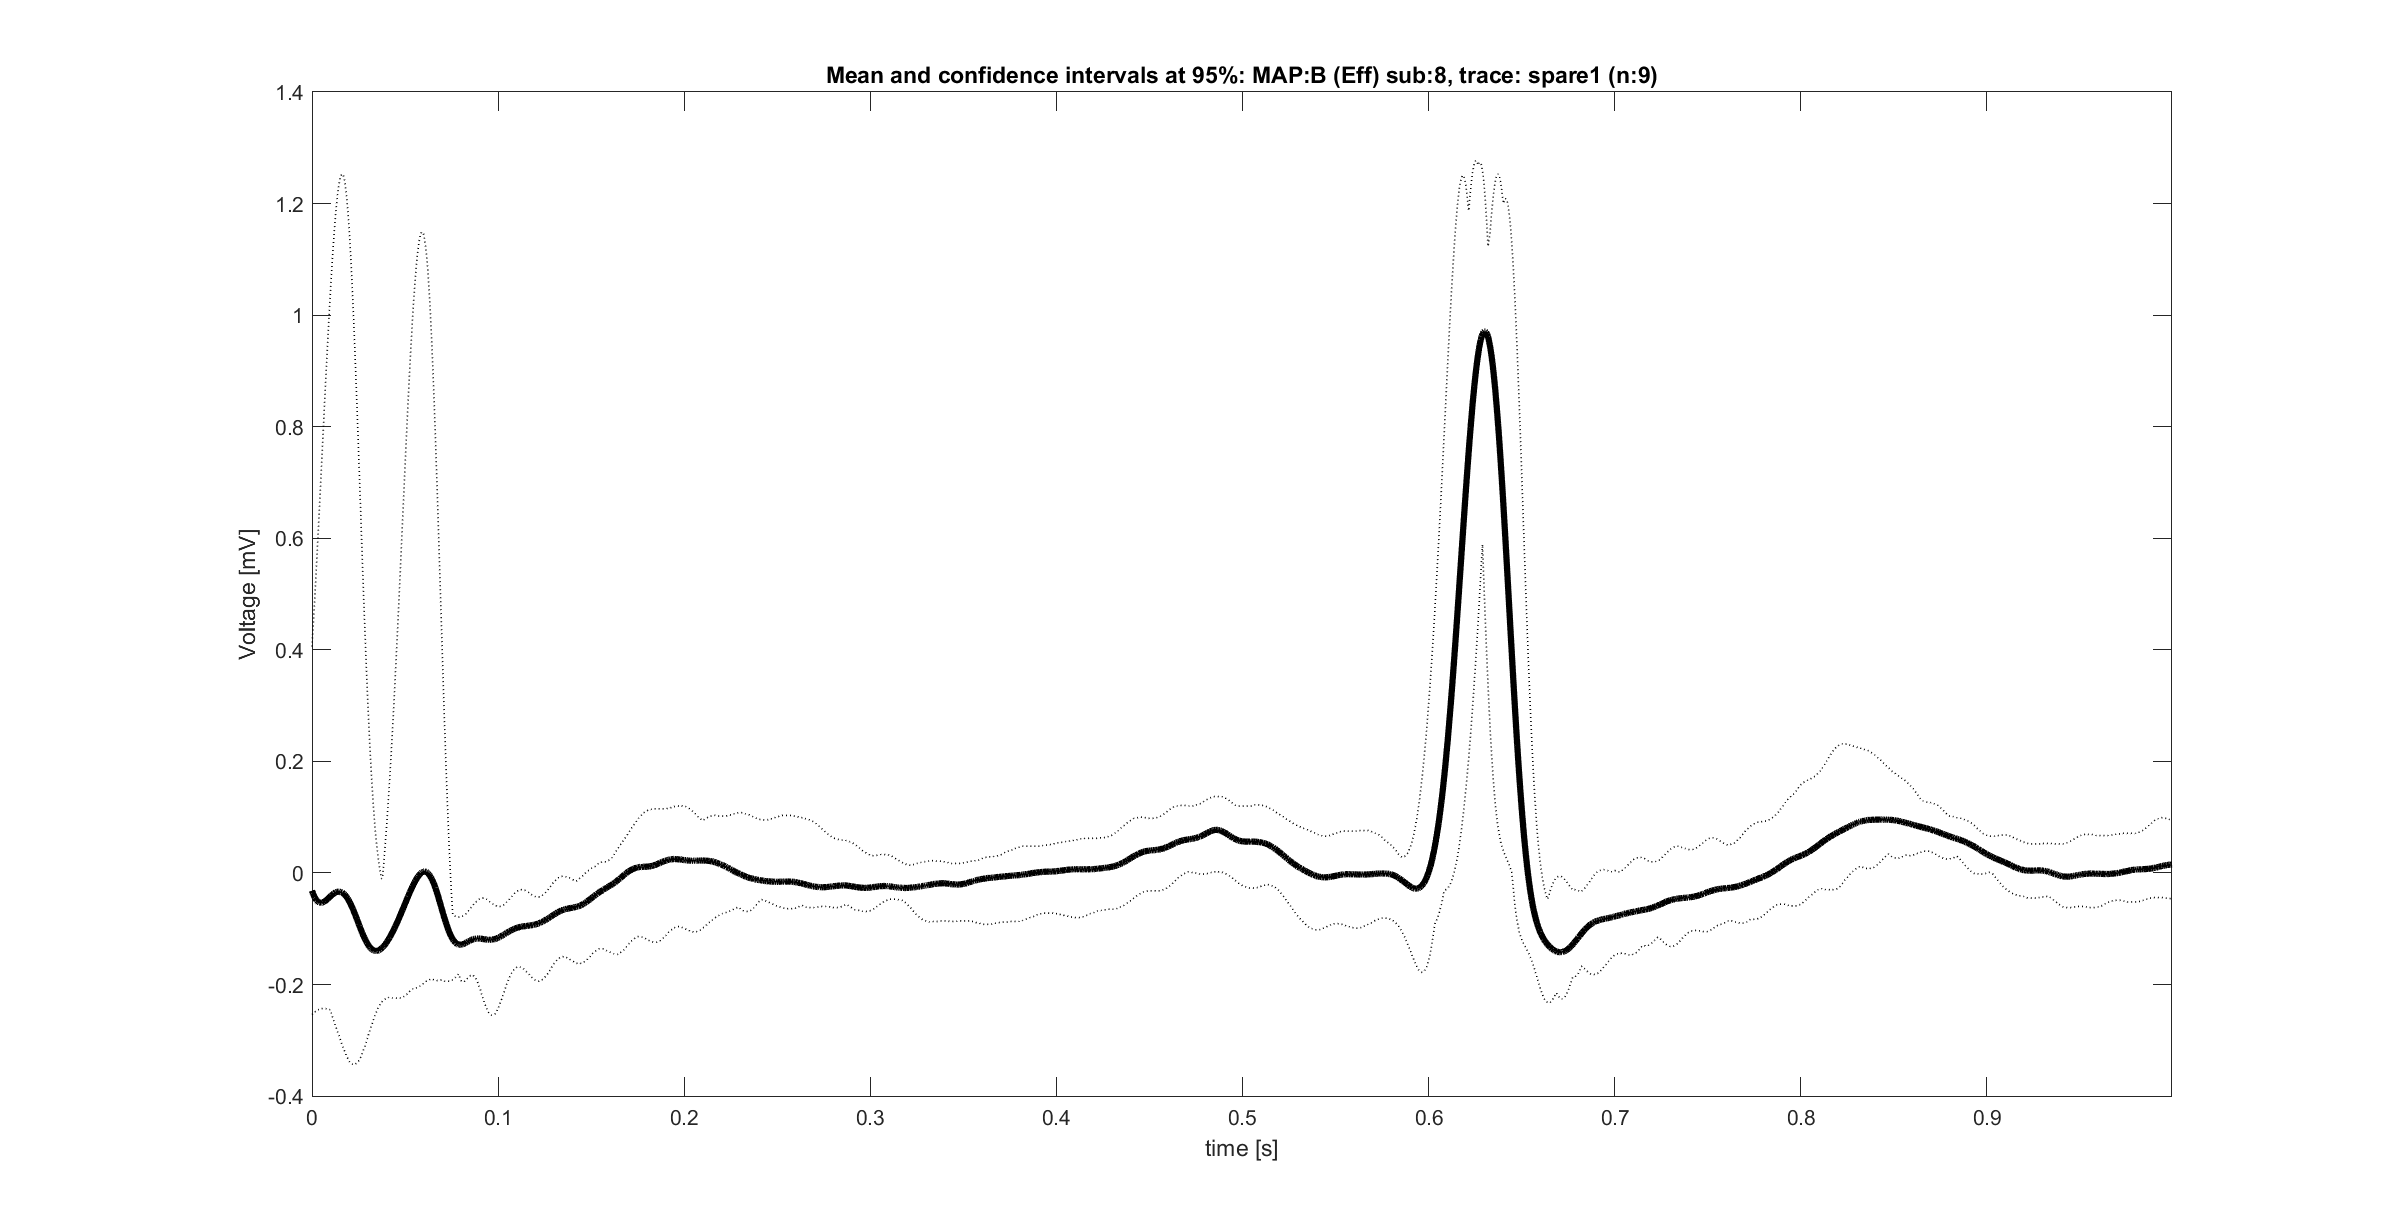 Mean and confidence intervals at 95%: MAP:B (Eff) sub:8, trace: spare1 (n:9)
1.4
1.2
1
0.8
0.6
0.4
0.2
0
-0.2
-0.4
Voltage [mV]
0 0.1 0.2 0.3 0.4 0.5 0.6 0.7 0.8 0.9
time [s]